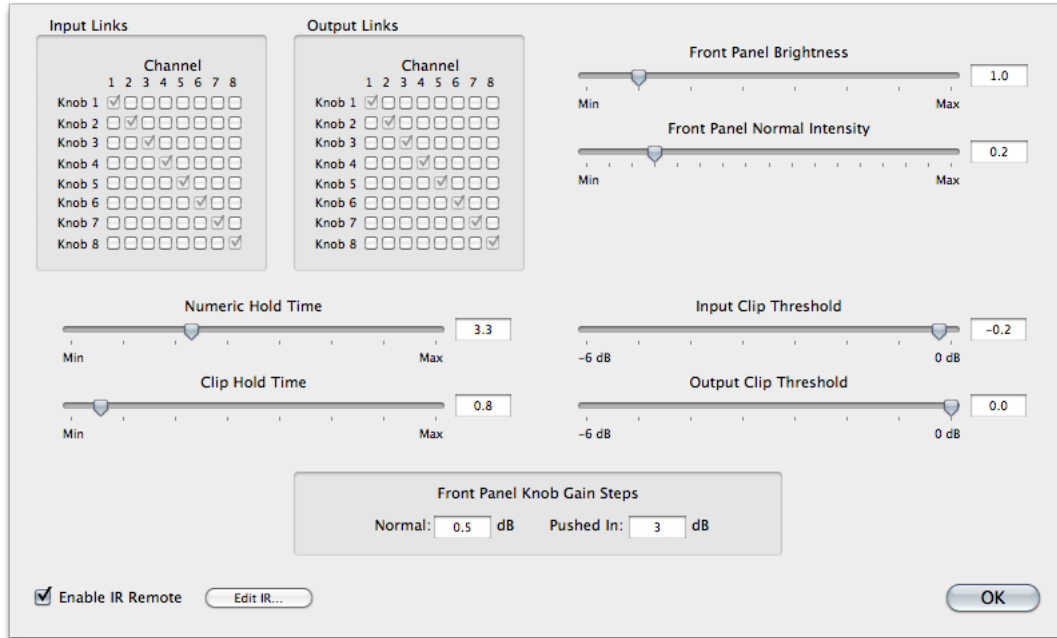 Input Links
Channel
1 2 3 4 5 6 7 8
Knob 1
Knob 2
Knob 3
Knob 4
Knob 5
Knob 6
Knob 7
Knob 8
Output Links
Channel
1 2 3 4 5 6 7 8
Knob 1
Knob 2
Knob 3
Knob 4
Knob 5
Knob 6
Knob 7
Knob 8
Front Panel Brightness
1.0
Min Max
Front Panel Normal Intensity
0.2
Min Max
Numeric Hold Time
3.3
Min Max
Clip Hold Time
0.8
Min Max
Input Clip Threshold
-0.2
-6 dB 0 dB
Output Clip Threshold
0.0
-6 dB 0 dB
Front Panel Knob Gain Steps
Normal: 0.5 dB Pushed In: 3 dB
Enable IR Remote Edit IR... OK